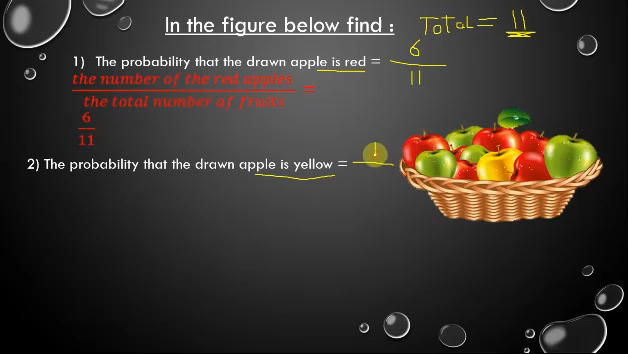 In the figure below find :
TOTAL = 11
1) The probability that the drawn apple is red = 6/11
the number of the red apples
the total number af fruits
=
6
11
2) The probability that the drawn apple is yellow = 1